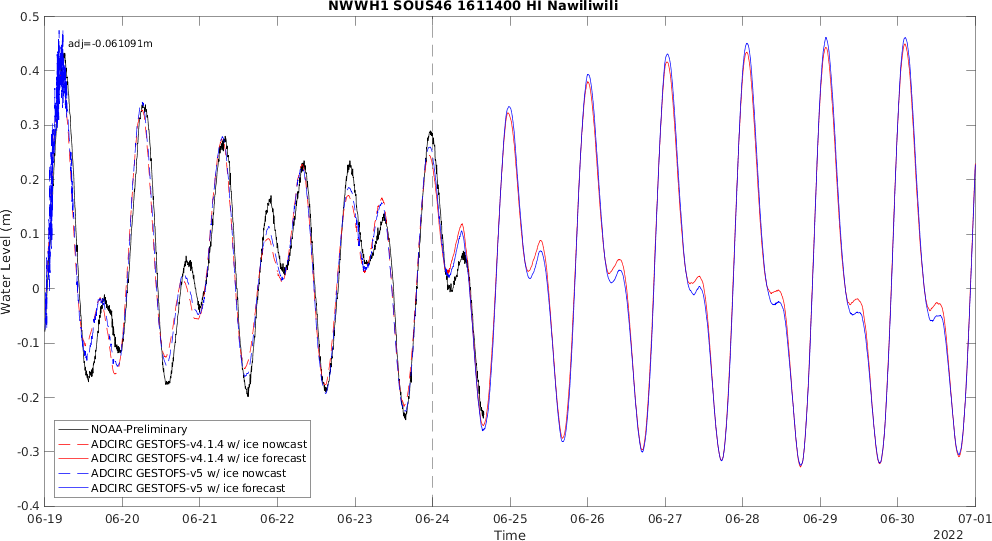 NWWH1 SOUS46 1611400 HI Nawiliwili
adj=-0.061091m
0.5
0.4
0.3
0.2
0.1
0
-0.1
-0.2
-0.3
-0.4
Water Level (m)
NOAA-Preliminary
ADCIRC GESTOFS-v4.1.4 w/ ice nowcast
ADCIRC GESTOFS-v4.1.4 w/ ice forecast
ADCIRC GESTOFS-v5 w/ ice nowcast
ADCIRC GESTOFS-v5 w/ ice forecast
06-19 06-20 06-21 06-22 06-23 06-24 06-25 06-26 06-27 06-28 06-29 06-30 07-01
Time
2022